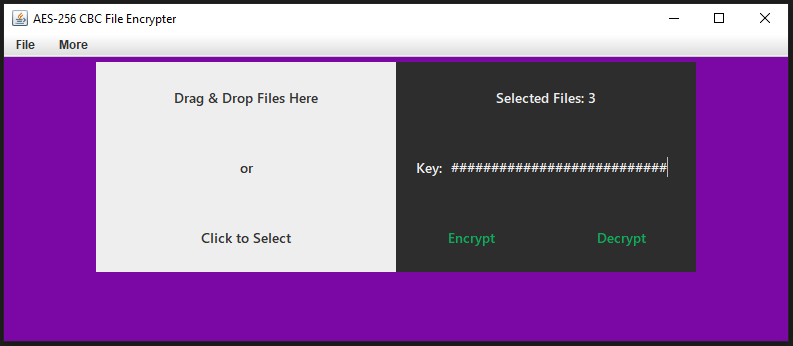 AES-256 CBC File Encrypter
File More
Drag & Drop Files Here
or
Click to Select
Selected Files: 3
Key: ###########################
Encrypt Decrypt